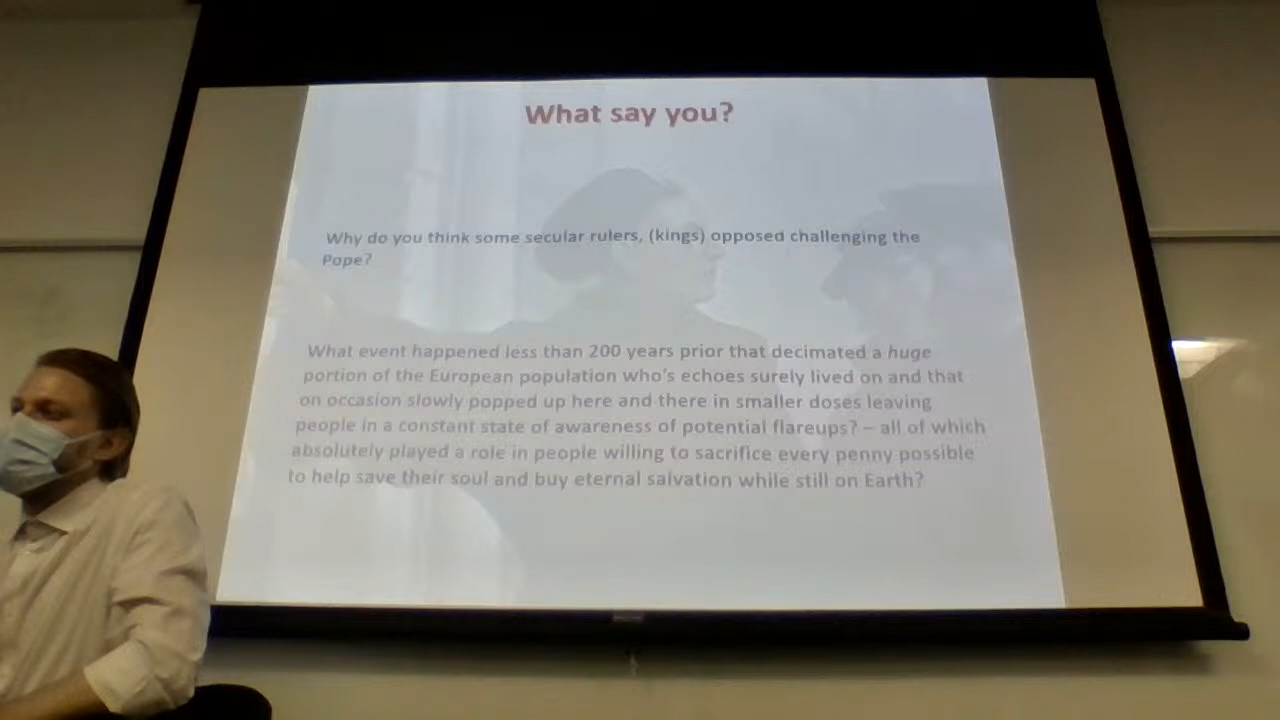 What say you?
Why do you think some secular rulers, (kings) opposed challenging the
Pope?
What event happened less than 200 years prior that decimated a huge
portion of the European population who's echoes surely lived on and that
on occasion slowly popped up here and there in smaller doses leaving
people in a constant state of awareness of potential flareups? – all of which
absolutely played a role in people willing to sacrifice every penny possible
to help save their soul and buy eternal salvation while still on Earth?